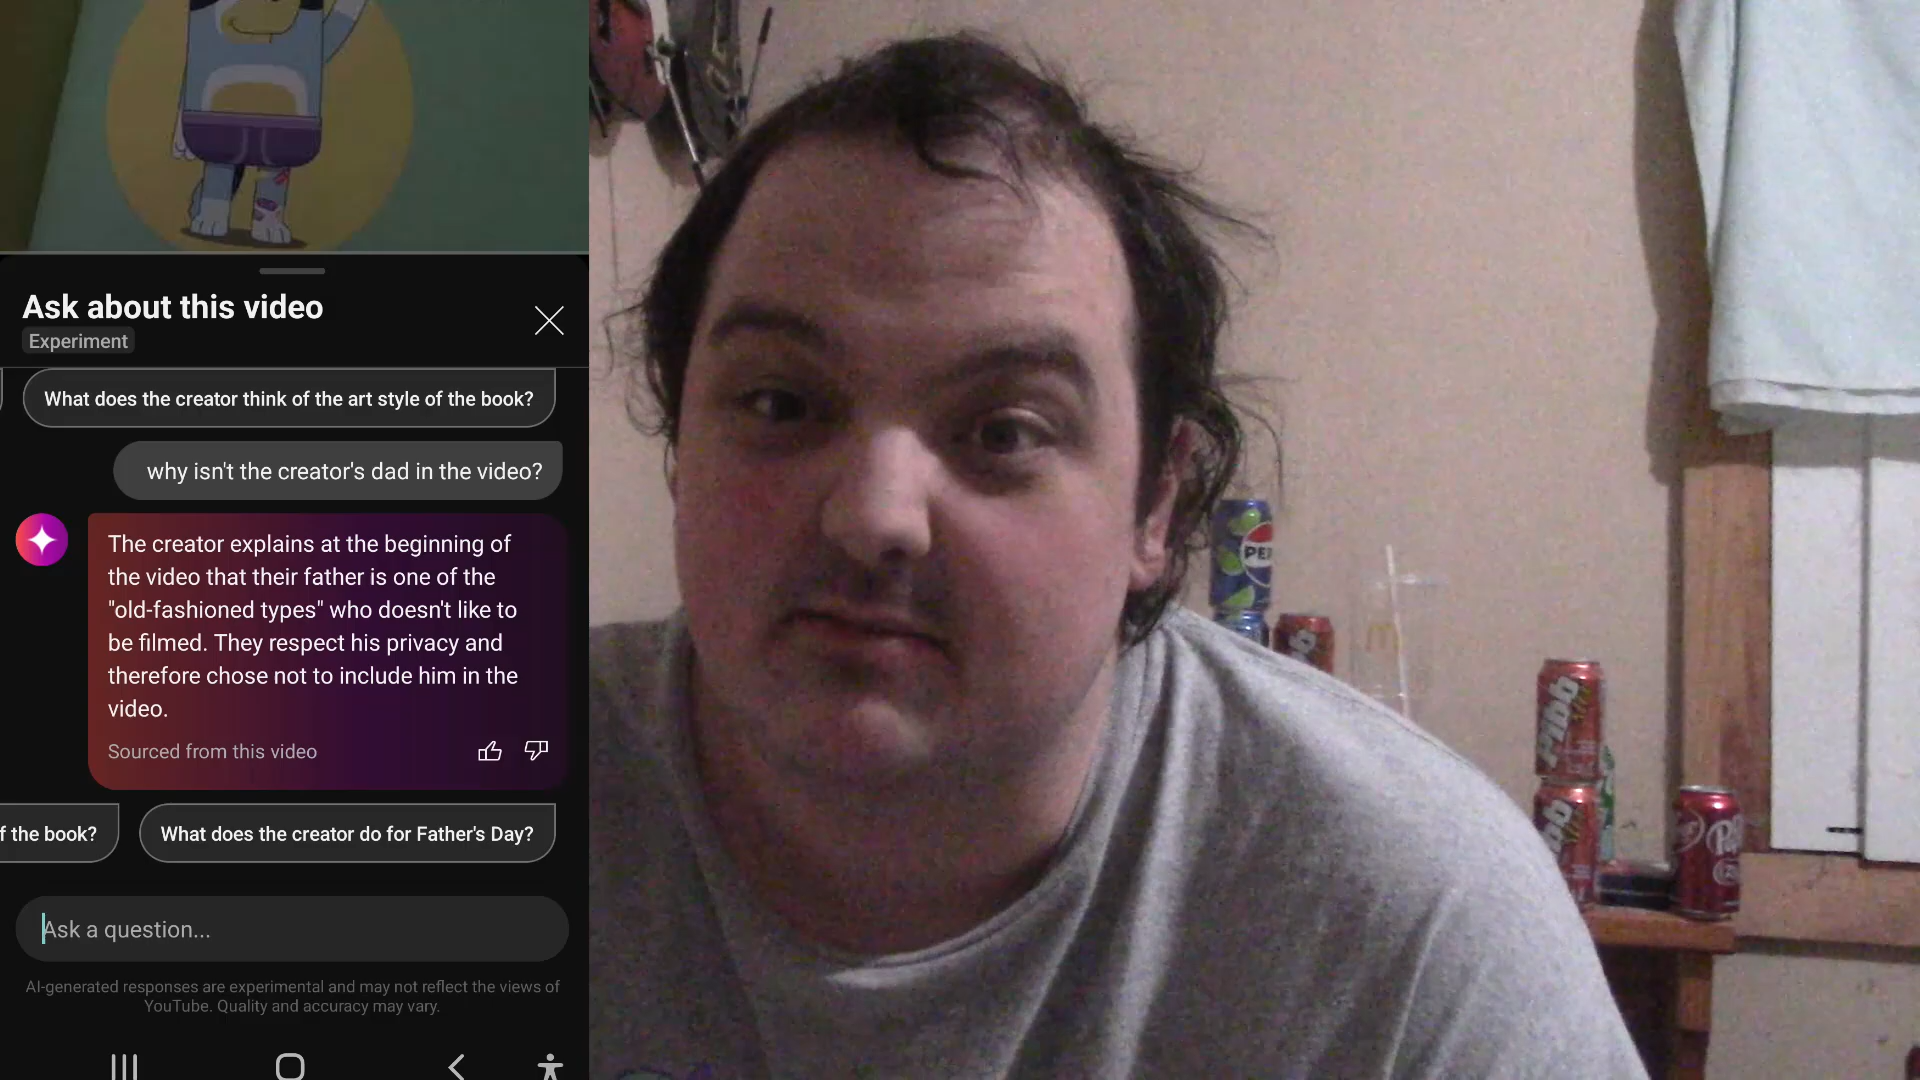 Ask about this video
Experiment
What does the creator think of the art style of the book?
why isn't the creator's dad in the video?
The creator explains at the beginning of
the video that their father is one of the
"old-fashioned types" who doesn't like to
be filmed. They respect his privacy and
therefore chose not to include him in the
video.
Sourced from this video
f the book?
What does the creator do for Father's Day?
Ask a question...
AI-generated responses are experimental and may not reflect the views of
YouTube. Quality and accuracy may vary.
PEP
Pibb